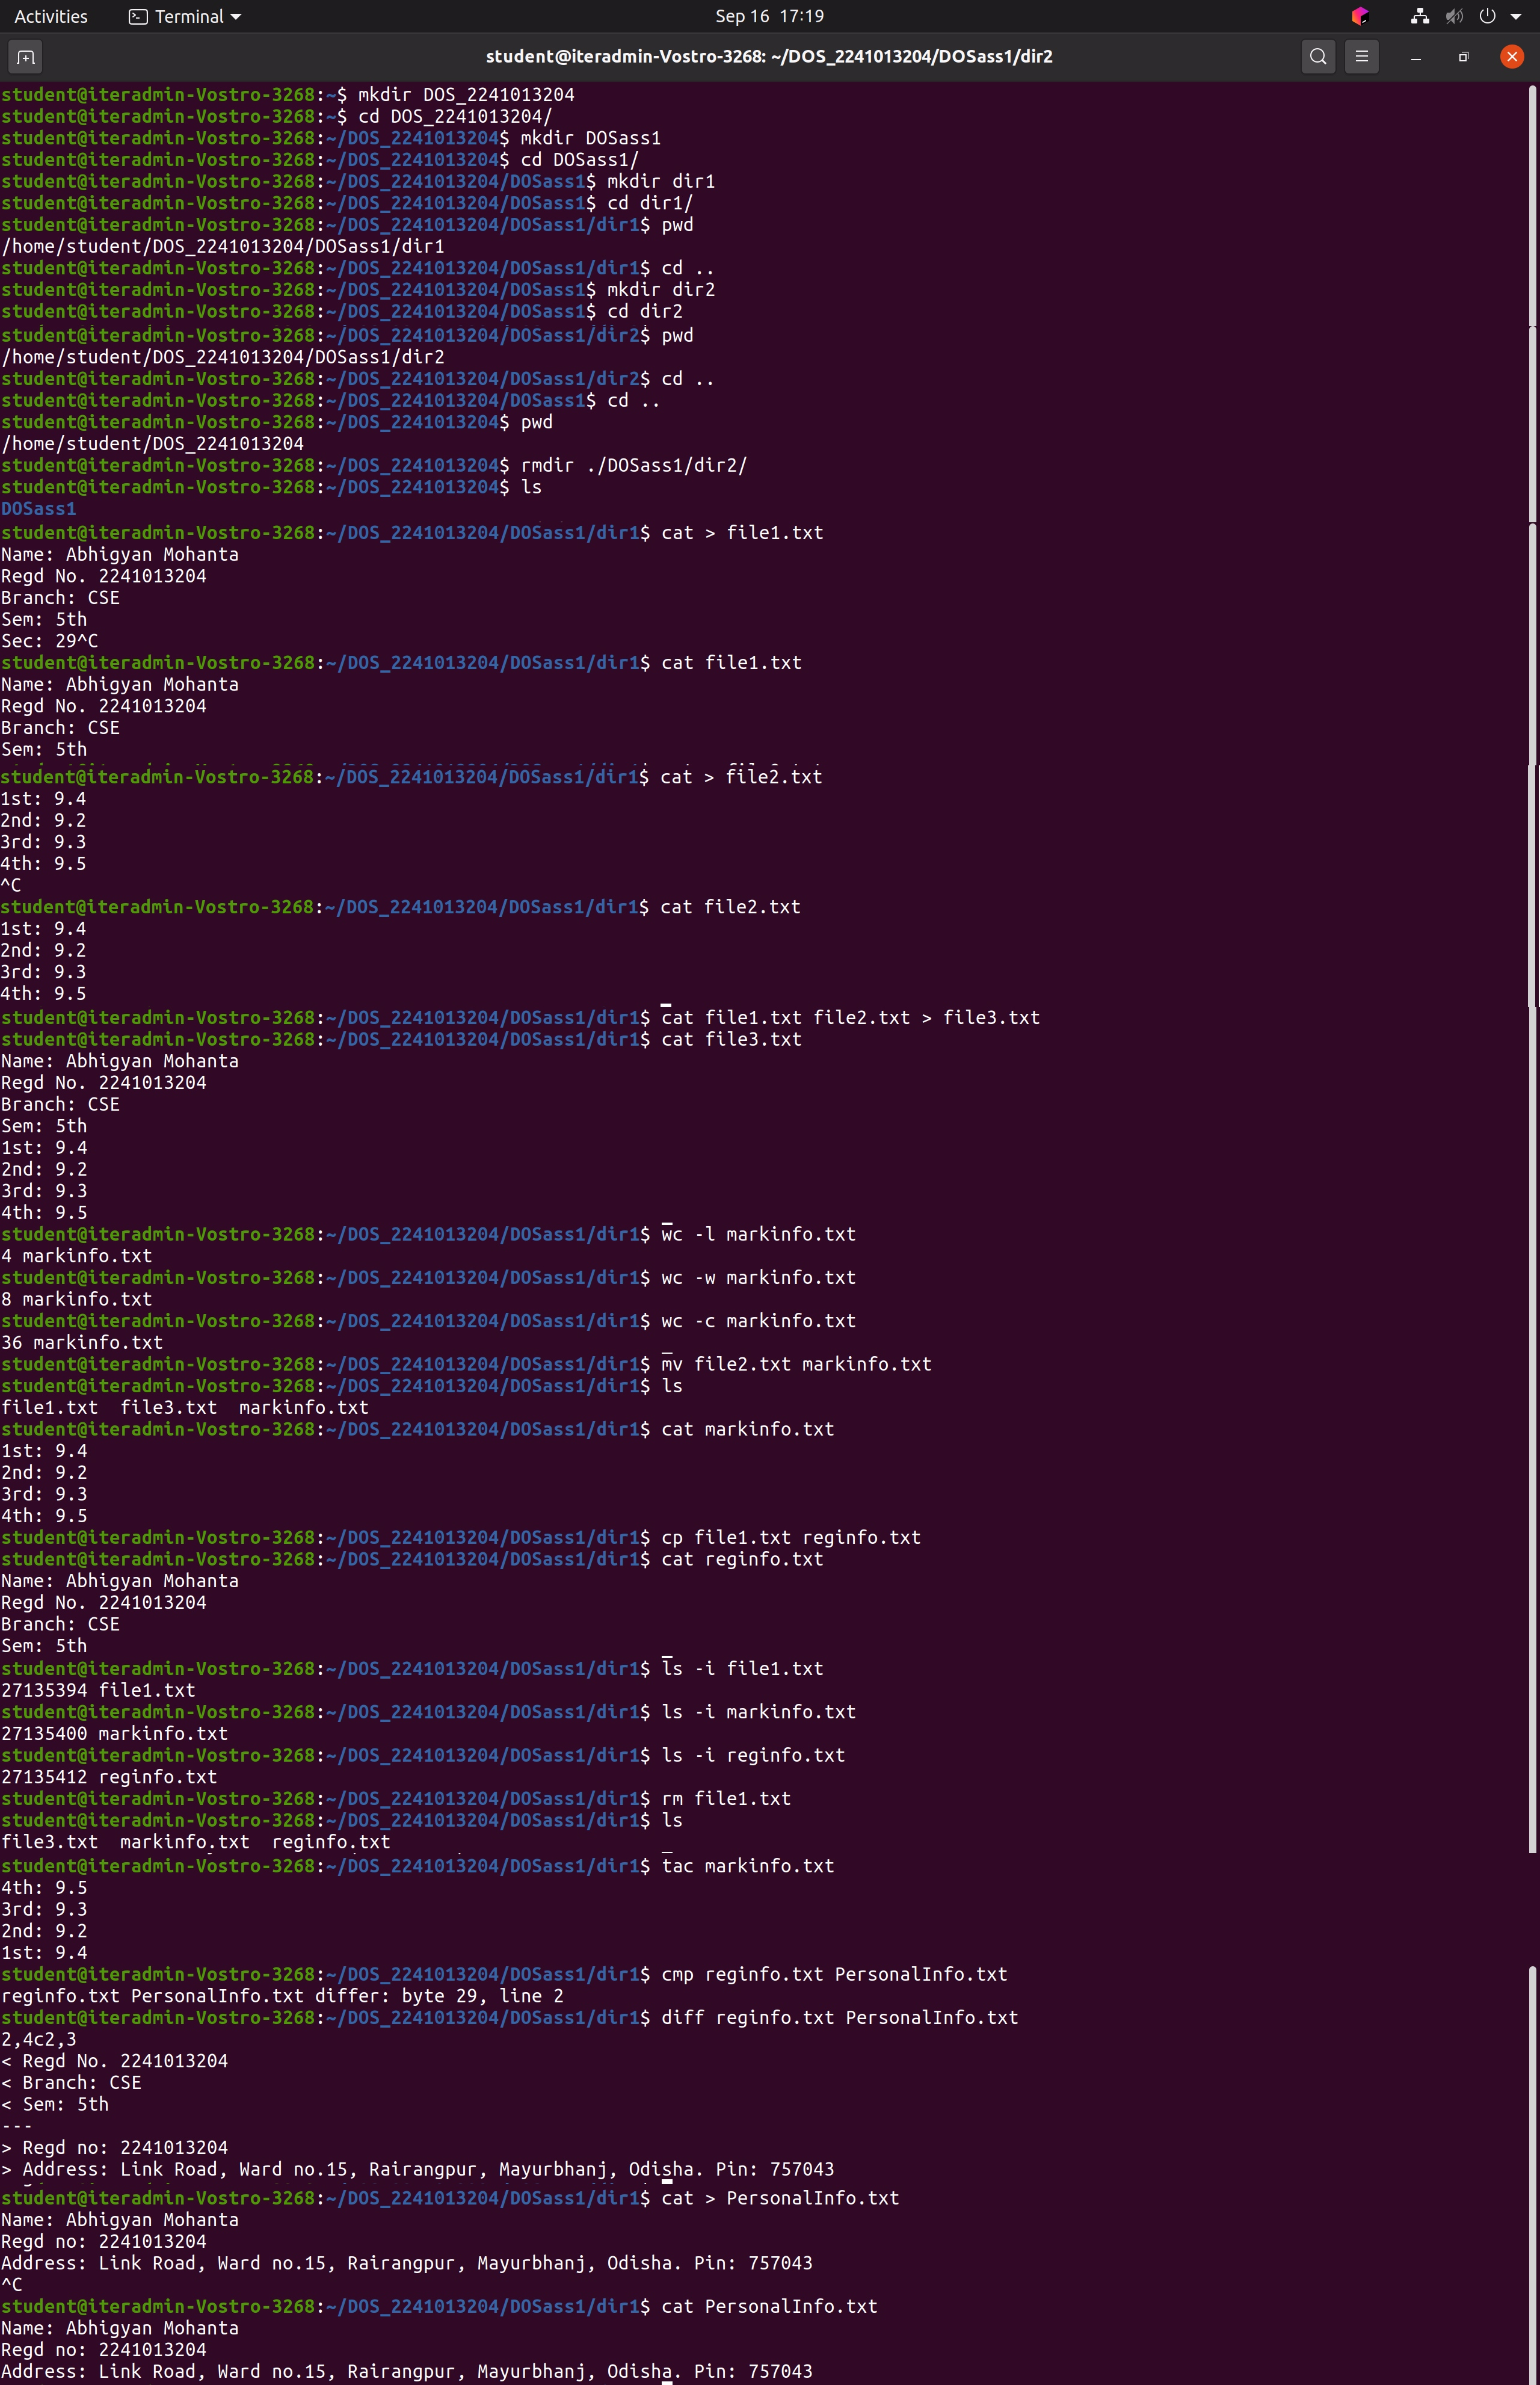 Activities Terminal Sep 16 17:19
student@iteradmin-Vostro-3268: ~/DOS_2241013204/DOSass1/dir2
student@iteradmin-Vostro-3268:~$ mkdir DOS_2241013204
student@iteradmin-Vostro-3268:~$ cd DOS_2241013204/
student@iteradmin-Vostro-3268:~/DOS_2241013204$ mkdir DOSass1
student@iteradmin-Vostro-3268:~/DOS_2241013204$ cd DOSass1/
student@iteradmin-Vostro-3268:~/DOS_2241013204/DOSass1$ mkdir dir1
student@iteradmin-Vostro-3268:~/DOS_2241013204/DOSass1$ cd dir1/
student@iteradmin-Vostro-3268:~/DOS_2241013204/DOSass1/dir1$ pwd
/home/student/DOS_2241013204/DOSass1/dir1
student@iteradmin-Vostro-3268:~/DOS_2241013204/DOSass1/dir1$ cd ..
student@iteradmin-Vostro-3268:~/DOS_2241013204/DOSass1$ mkdir dir2
student@iteradmin-Vostro-3268:~/DOS_2241013204/DOSass1$ cd dir2
student@iteradmin-Vostro-3268:~/DOS_2241013204/DOSass1/dir2$ pwd
/home/student/DOS_2241013204/DOSass1/dir2
student@iteradmin-Vostro-3268:~/DOS_2241013204/DOSass1/dir2$ cd ..
student@iteradmin-Vostro-3268:~/DOS_2241013204/DOSass1$ cd ..
student@iteradmin-Vostro-3268:~/DOS_2241013204$ pwd
/home/student/DOS_2241013204
student@iteradmin-Vostro-3268:~/DOS_2241013204$ rmdir ./DOSass1/dir2/
student@iteradmin-Vostro-3268:~/DOS_2241013204$ ls
DOSass1
student@iteradmin-Vostro-3268:~/DOS_2241013204/DOSass1/dir1$ cat > file1.txt
Name: Abhigyan Mohanta
Regd No. 2241013204
Branch: CSE
Sem: 5th
Sec: 29^C
student@iteradmin-Vostro-3268:~/DOS_2241013204/DOSass1/dir1$ cat file1.txt
Name: Abhigyan Mohanta
Regd No. 2241013204
Branch: CSE
Sem: 5th
student@iteradmin-Vostro-3268:~/DOS_2241013204/DOSass1/dir1$ cat > file2.txt
1st: 9.4
2nd: 9.2
3rd: 9.3
4th: 9.5
^C
student@iteradmin-Vostro-3268:~/DOS_2241013204/DOSass1/dir1$ cat file2.txt
1st: 9.4
2nd: 9.2
3rd: 9.3
4th: 9.5
student@iteradmin-Vostro-3268:~/DOS_2241013204/DOSass1/dir1$ cat file1.txt file2.txt > file3.txt
student@iteradmin-Vostro-3268:~/DOS_2241013204/DOSass1/dir1$ cat file3.txt
Name: Abhigyan Mohanta
Regd No. 2241013204
Branch: CSE
Sem: 5th
1st: 9.4
2nd: 9.2
3rd: 9.3
4th: 9.5
student@iteradmin-Vostro-3268:~/DOS_2241013204/DOSass1/dir1$ wc -l markinfo.txt
4 markinfo.txt
student@iteradmin-Vostro-3268:~/DOS_2241013204/DOSass1/dir1$ wc -w markinfo.txt
8 markinfo.txt
student@iteradmin-Vostro-3268:~/DOS_2241013204/DOSass1/dir1$ wc -c markinfo.txt
36 markinfo.txt
student@iteradmin-Vostro-3268:~/DOS_2241013204/DOSass1/dir1$ mv file2.txt markinfo.txt
student@iteradmin-Vostro-3268:~/DOS_2241013204/DOSass1/dir1$ ls
file1.txt file3.txt markinfo.txt
student@iteradmin-Vostro-3268:~/DOS_2241013204/DOSass1/dir1$ cat markinfo.txt
1st: 9.4
2nd: 9.2
3rd: 9.3
4th: 9.5
student@iteradmin-Vostro-3268:~/DOS_2241013204/DOSass1/dir1$ cp file1.txt reginfo.txt
student@iteradmin-Vostro-3268:~/DOS_2241013204/DOSass1/dir1$ cat reginfo.txt
Name: Abhigyan Mohanta
Regd No. 2241013204
Branch: CSE
Sem: 5th
student@iteradmin-Vostro-3268:~/DOS_2241013204/DOSass1/dir1$ ls -i file1.txt
27135394 file1.txt
student@iteradmin-Vostro-3268:~/DOS_2241013204/DOSass1/dir1$ ls -i markinfo.txt
27135400 markinfo.txt
student@iteradmin-Vostro-3268:~/DOS_2241013204/DOSass1/dir1$ ls -i reginfo.txt
27135412 reginfo.txt
student@iteradmin-Vostro-3268:~/DOS_2241013204/DOSass1/dir1$ rm file1.txt
student@iteradmin-Vostro-3268:~/DOS_2241013204/DOSass1/dir1$ ls
file3.txt markinfo.txt reginfo.txt
student@iteradmin-Vostro-3268:~/DOS_2241013204/DOSass1/dir1$ tac markinfo.txt
4th: 9.5
3rd: 9.3
2nd: 9.2
1st: 9.4
student@iteradmin-Vostro-3268:~/DOS_2241013204/DOSass1/dir1$ cmp reginfo.txt PersonalInfo.txt
reginfo.txt PersonalInfo.txt differ: byte 29, line 2
student@iteradmin-Vostro-3268:~/DOS_2241013204/DOSass1/dir1$ diff reginfo.txt PersonalInfo.txt
2,4c2,3
< Regd No. 2241013204
< Branch: CSE
< Sem: 5th
---
> Regd no: 2241013204
> Address: Link Road, Ward no.15, Rairangpur, Mayurbhanj, Odisha. Pin: 757043
student@iteradmin-Vostro-3268:~/DOS_2241013204/DOSass1/dir1$ cat > PersonalInfo.txt
Name: Abhigyan Mohanta
Regd no: 2241013204
Address: Link Road, Ward no.15, Rairangpur, Mayurbhanj, Odisha. Pin: 757043
^C
student@iteradmin-Vostro-3268:~/DOS_2241013204/DOSass1/dir1$ cat PersonalInfo.txt
Name: Abhigyan Mohanta
Regd no: 2241013204
Address: Link Road, Ward no.15, Rairangpur, Mayurbhanj, Odisha. Pin: 757043